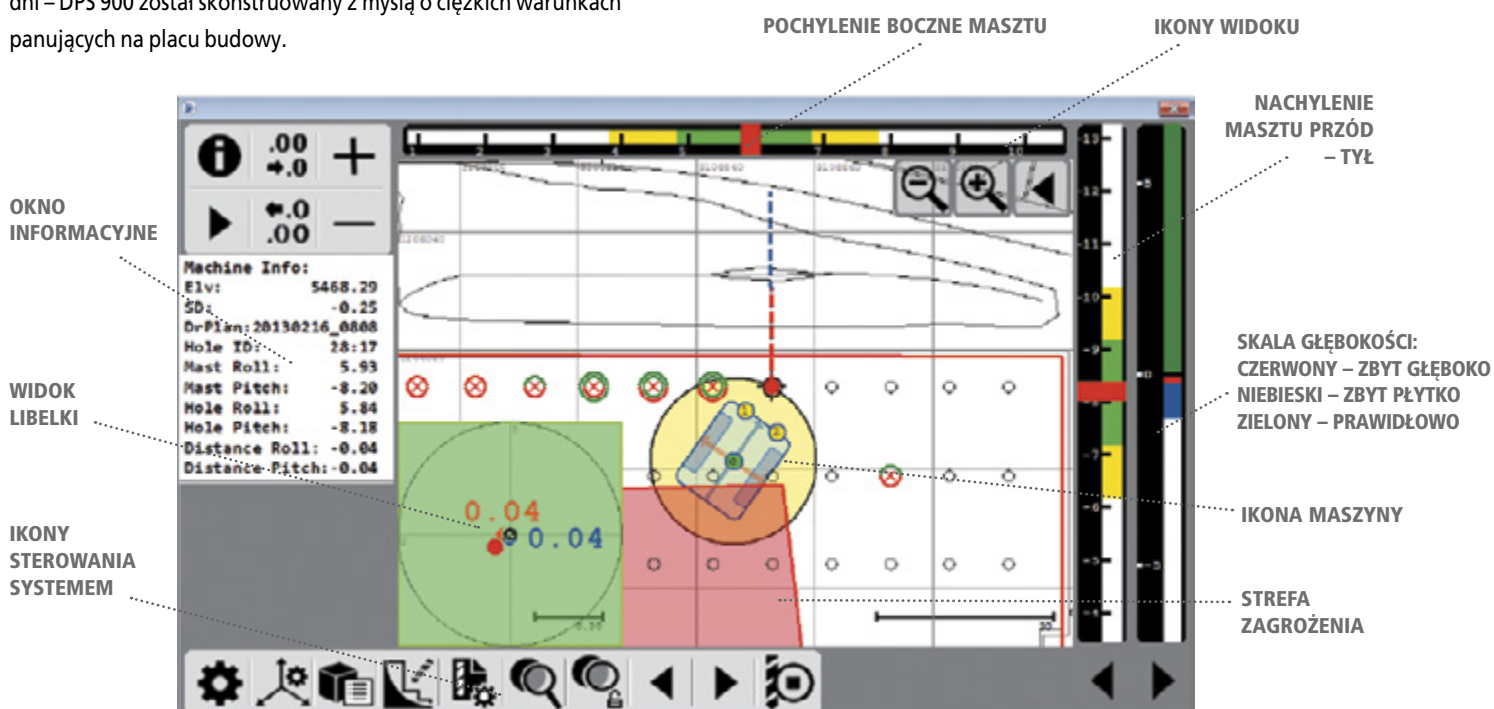 dni – DPS 900 został skonstruowany z myślą o ciężkich warunkach
panujących na placu budowy.
POCHYLENIE BOCZNE MASZTU
IKONY WIDOKU
NACHYLENIE
MASZTU PRZÓD
– TYŁ
OKNO
INFORMACYJNE
WIDOK
LIBELKI
IKONY
STEROWANIA
SYSTEMEM
SKALA GŁĘBOKOŚCI:
CZERWONY – ZBYT GŁĘBOKO
NIEBIESKI – ZBYT PŁYTKO
ZIELONY – PRAWIDŁOWO
IKONA MASZYNY
STREFA
ZAGROŻENIA
.00
.0
.0
.00
Machine Info:
Elv: 5468.29
SD: -0.25
DrPlan:20130216_0808
Hole ID: 28:17
Mast Roll: 5.93
Mast Pitch: -8.20
Hole Roll: 5.84
Hole Pitch: -8.18
Distance Roll: -0.04
Distance Pitch:-0.04
0.04
0.04
1
2